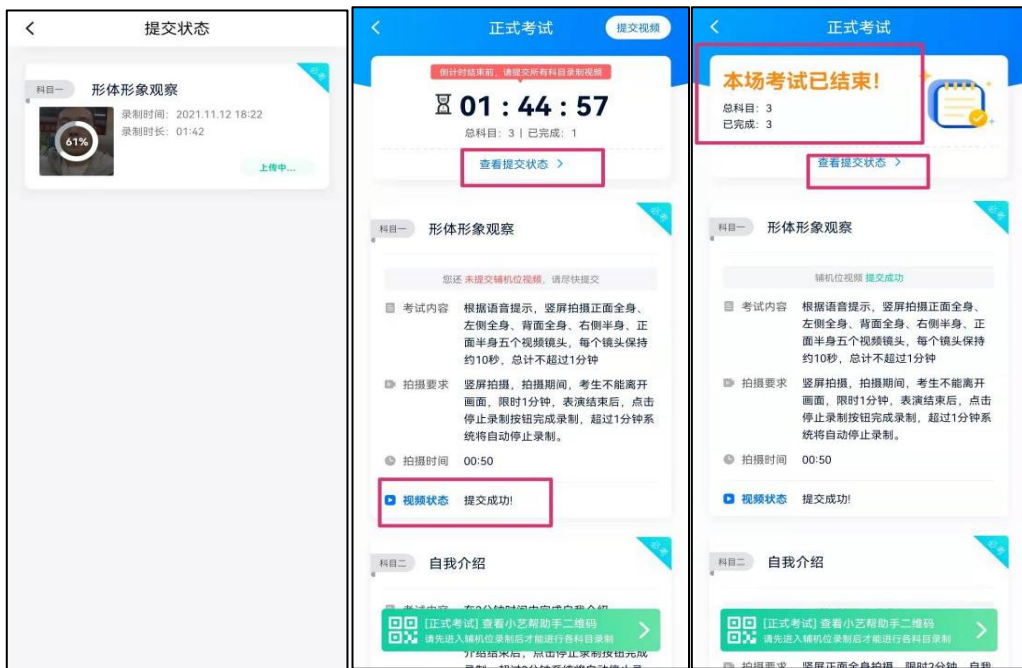 提交状态
必考
科目一 形体形象观察
录制时间：2021.11.12 18:22
录制时长：01:42
61%
上传中...
正式考试
提交视频
倒计时结束前，请提交所有科目录制视频
01 : 44 : 57
总科目：3 | 已完成：1
查看提交状态
必考
科目一 形体形象观察
您还 未提交辅机位视频，请尽快提交
考试内容 根据语音提示，竖屏拍摄正面全身、
左侧全身、背面全身、右侧半身、正
面半身五个视频镜头，每个镜头保持
约10秒，总计不超过1分钟
拍摄要求 竖屏拍摄，拍摄期间，考生不能离开
画面，限时1分钟，表演结束后，点击
停止录制按钮完成录制，超过1分钟系
统将自动停止录制。
拍摄时间 00:50
视频状态 提交成功!
必考
科目二 自我介绍
[正式考试] 查看小艺帮助手二维码
请先进入辅机位录制后才能进行各科目录制
正式考试
本场考试已结束!
总科目：3
已完成：3
查看提交状态
必考
科目一 形体形象观察
辅机位视频 提交成功
考试内容 根据语音提示，竖屏拍摄正面全身、
左侧全身、背面全身、右侧半身、正
面半身五个视频镜头，每个镜头保持
约10秒，总计不超过1分钟
拍摄要求 竖屏拍摄，拍摄期间，考生不能离开
画面，限时1分钟，表演结束后，点击
停止录制按钮完成录制，超过1分钟系
统将自动停止录制。
拍摄时间 00:50
视频状态 提交成功!
必考
科目二 自我介绍
[正式考试] 查看小艺帮助手二维码
请先进入辅机位录制后才能进行各科目录制
拍摄要求 竖屏正面全身拍摄，限时2分钟，自我